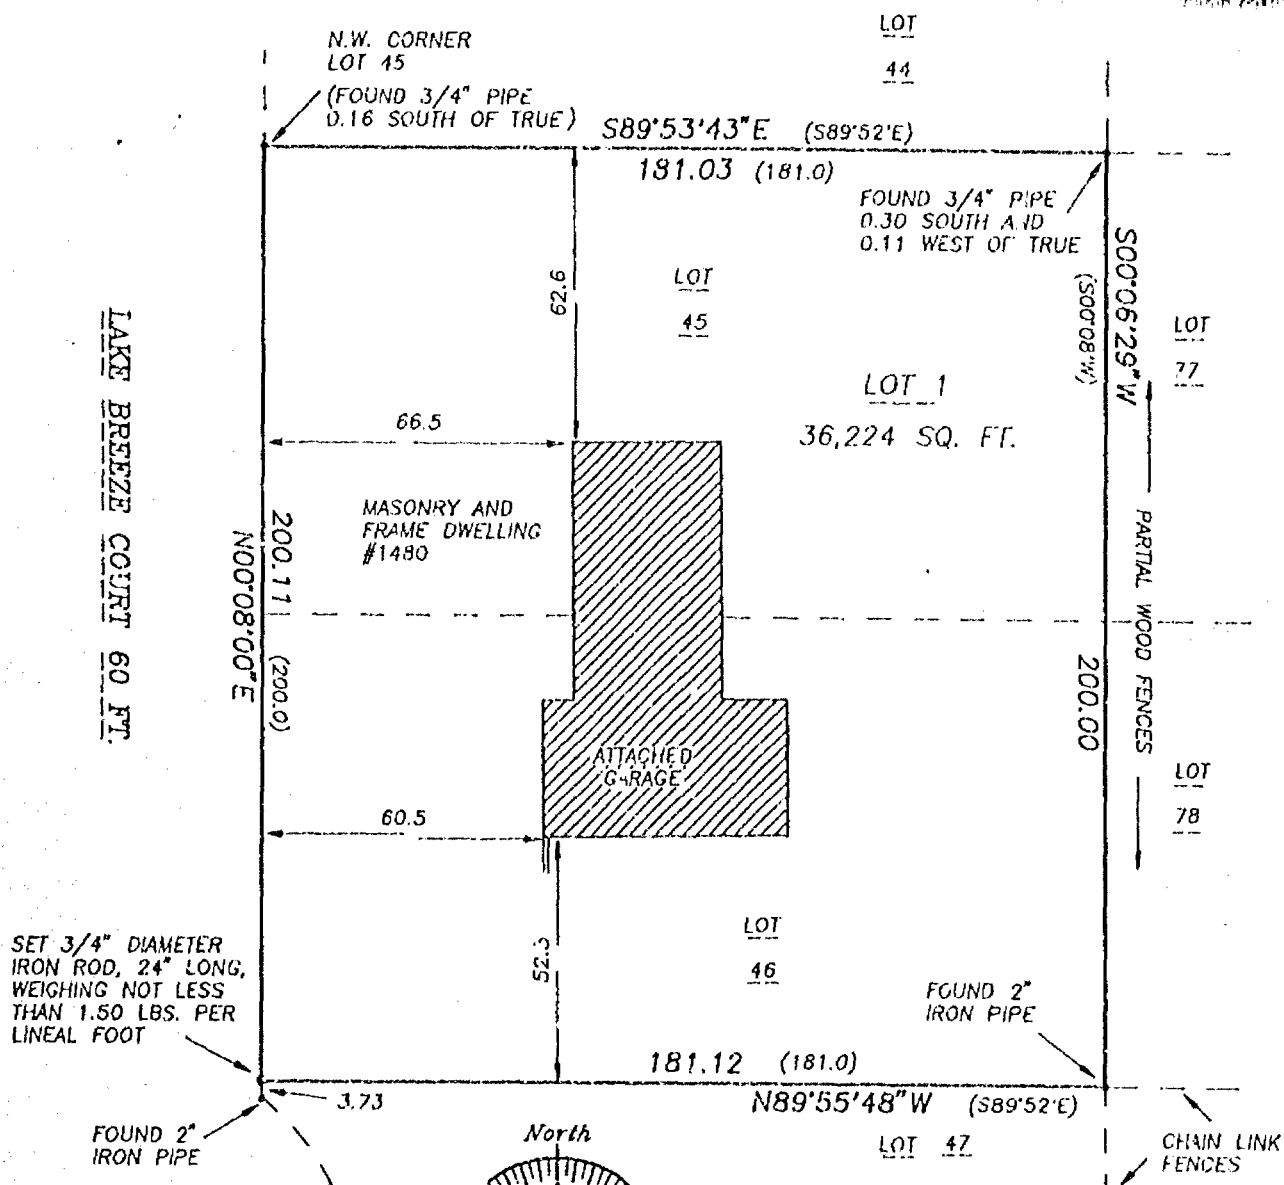 LOT
44
N.W. CORNER
LOT 45
(FOUND 3/4" PIPE
0.16 SOUTH OF TRUE)
S89°53'43"E (S89°52'E)
181.03 (181.0)
FOUND 3/4" PIPE
0.30 SOUTH AND
0.11 WEST OF TRUE
S00°06'29"W
(S00°08'W)
62.6
LOT
45
LOT
77
LAKE BREEZE COURT 60 FT.
LOT 1
36,224 SQ. FT.
66.5
MASONRY AND
FRAME DWELLING
#1480
200.11
(200.0)
N00°08'00"E
PARTIAL WOOD FENCES
200.00
ATTACHED
GARAGE
LOT
78
60.5
LOT
46
SET 3/4" DIAMETER
IRON ROD, 24" LONG,
WEIGHING NOT LESS
THAN 1.50 LBS. PER
LINEAL FOOT
FOUND 2"
IRON PIPE
181.12 (181.0)
3.73
N89°55'48"W (S89°52'E)
FOUND 2"
IRON PIPE
North
LOT 47
CHAIN LINK
FENCES